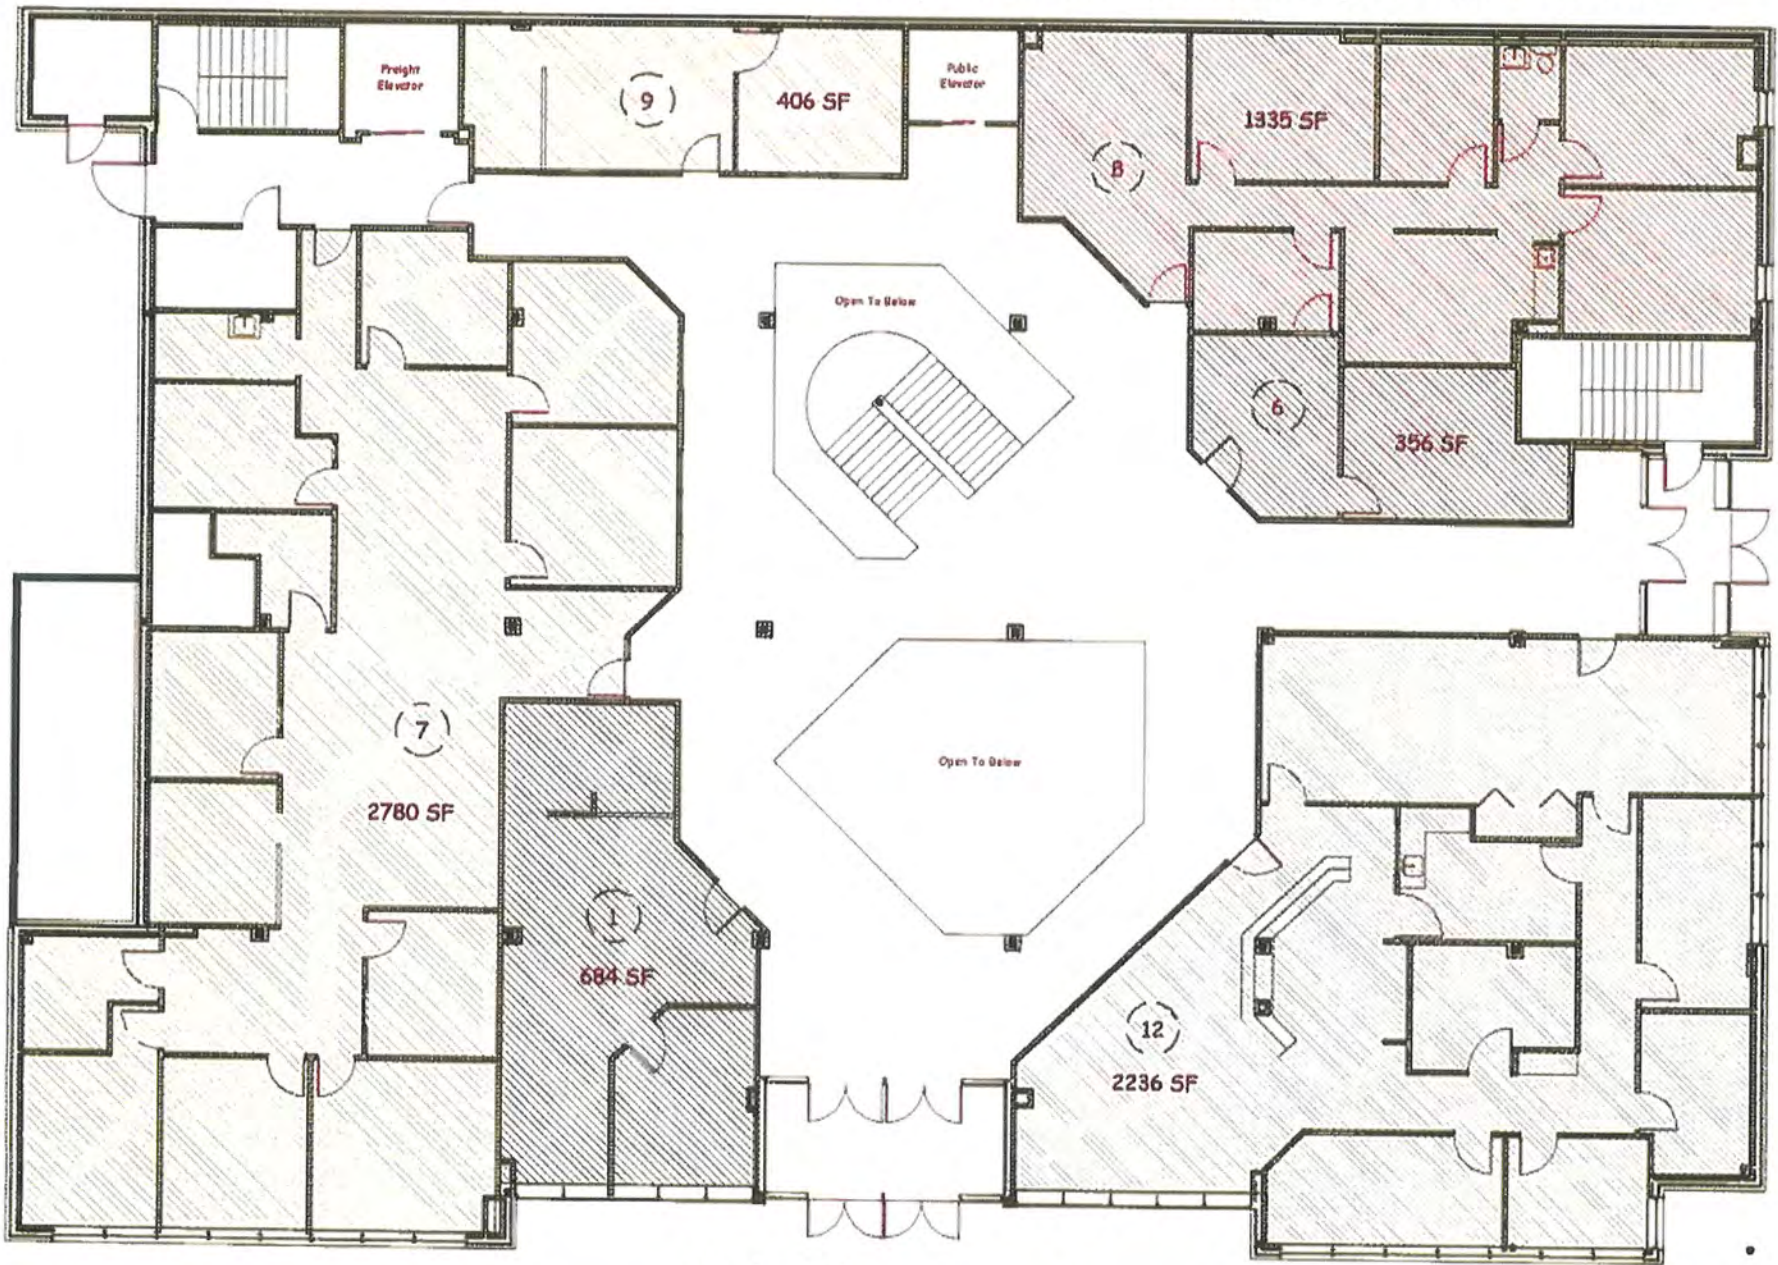 Freight
Elevator
9
406 SF
Public
Elevator
8
1335 SF
Open To Below
6
356 SF
7
2780 SF
Open To Below
1
684 SF
12
2236 SF